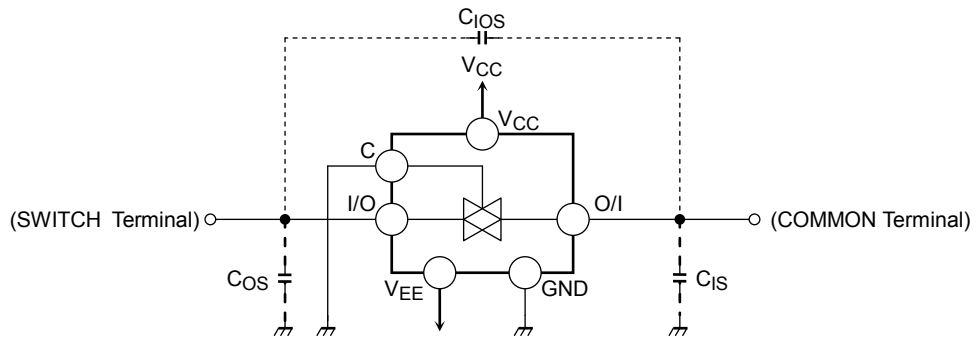 CIOS
VCC
VCC
C
I/O
O/I
(SWITCH Terminal)
(COMMON Terminal)
COS
VEE
GND
CIS